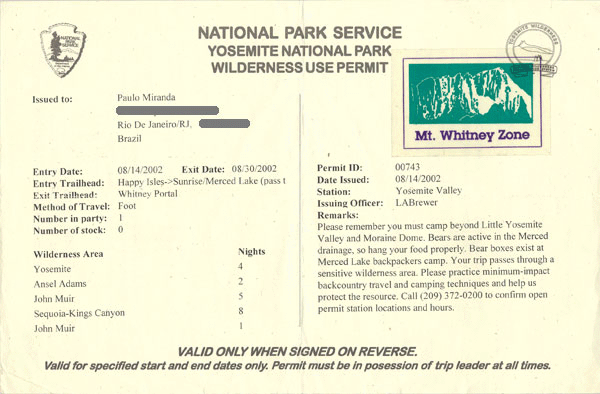 NATIONAL PARK SERVICE
YOSEMITE NATIONAL PARK
WILDERNESS USE PERMIT
NATIONAL
PARK
SERVICE
YOSEMITE WILDERNESS
Mt. Whitney Zone
Issued to:
Paulo Miranda
Rio De Janeiro/RJ,
Brazil
Entry Date: 08/14/2002 Exit Date: 08/30/2002
Entry Trailhead: Happy Isles->Sunrise/Merced Lake (pass t
Exit Trailhead: Whitney Portal
Method of Travel: Foot
Number in party: 1
Number of stock: 0
Wilderness Area Nights
Yosemite 4
Ansel Adams 2
John Muir 5
Sequoia-Kings Canyon 8
John Muir 1
Permit ID: 00743
Date Issued: 08/14/2002
Station: Yosemite Valley
Issuing Officer: LABrewer
Remarks:
Please remember you must camp beyond Little Yosemite
Valley and Moraine Dome. Bears are active in the Merced
drainage, so hang your food properly. Bear boxes exist at
Merced Lake backpackers camp. Your trip passes through a
sensitive wilderness area. Please practice minimum-impact
backcountry travel and camping techniques and help us
protect the resource. Call (209) 372-0200 to confirm open
permit station locations and hours.
VALID ONLY WHEN SIGNED ON REVERSE.
Valid for specified start and end dates only. Permit must be in posession of trip leader at all times.